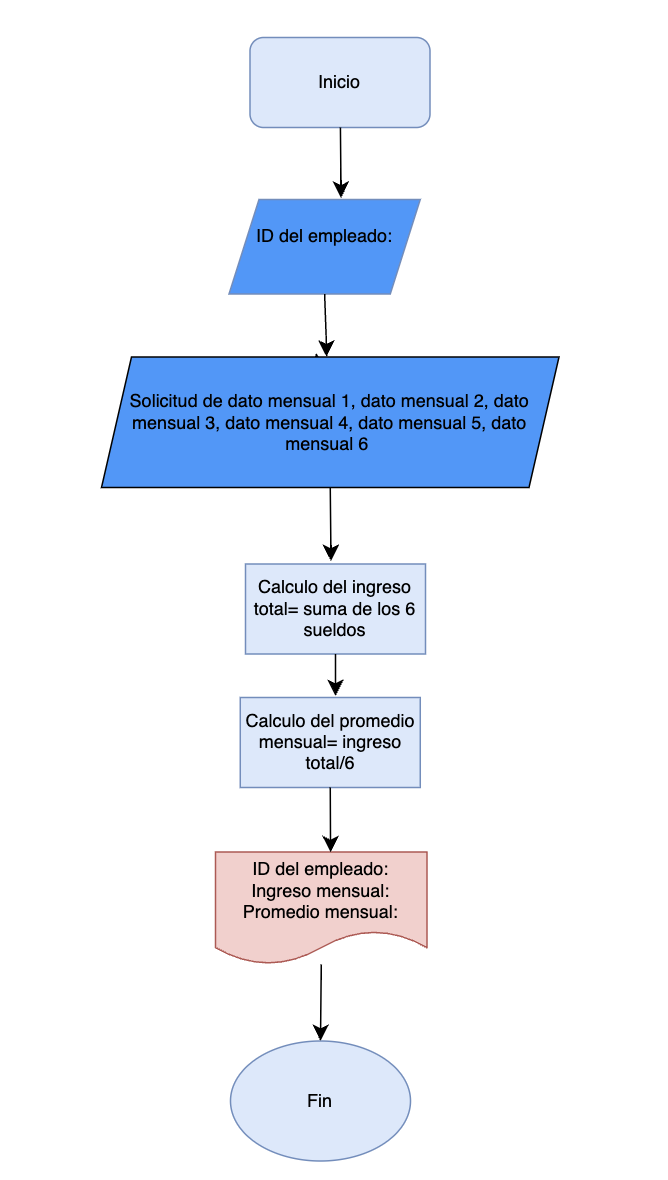 Inicio
ID del empleado:
Solicitud de dato mensual 1, dato mensual 2, dato
mensual 3, dato mensual 4, dato mensual 5, dato
mensual 6
Calculo del ingreso
total= suma de los 6
sueldos
Calculo del promedio
mensual= ingreso
total/6
ID del empleado:
Ingreso mensual:
Promedio mensual:
Fin